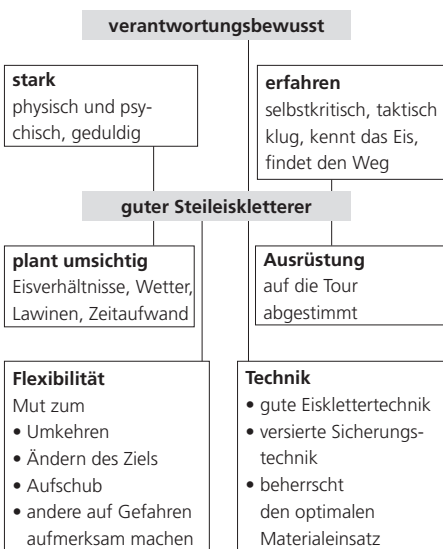 verantwortungsbewusst
stark
physisch und psy-
chisch, geduldig
erfahren
selbstkritisch, taktisch
klug, kennt das Eis,
findet den Weg
guter Steileiskletterer
plant umsichtig
Eisverhältnisse, Wetter,
Lawinen, Zeitaufwand
Ausrüstung
auf die Tour
abgestimmt
Flexibilität
Mut zum
• Umkehren
• Ändern des Ziels
• Aufschub
• andere auf Gefahren
aufmerksam machen
Technik
• gute Eisklettertechnik
• versierte Sicherungs-
technik
• beherrscht
den optimalen
Materialeinsatz